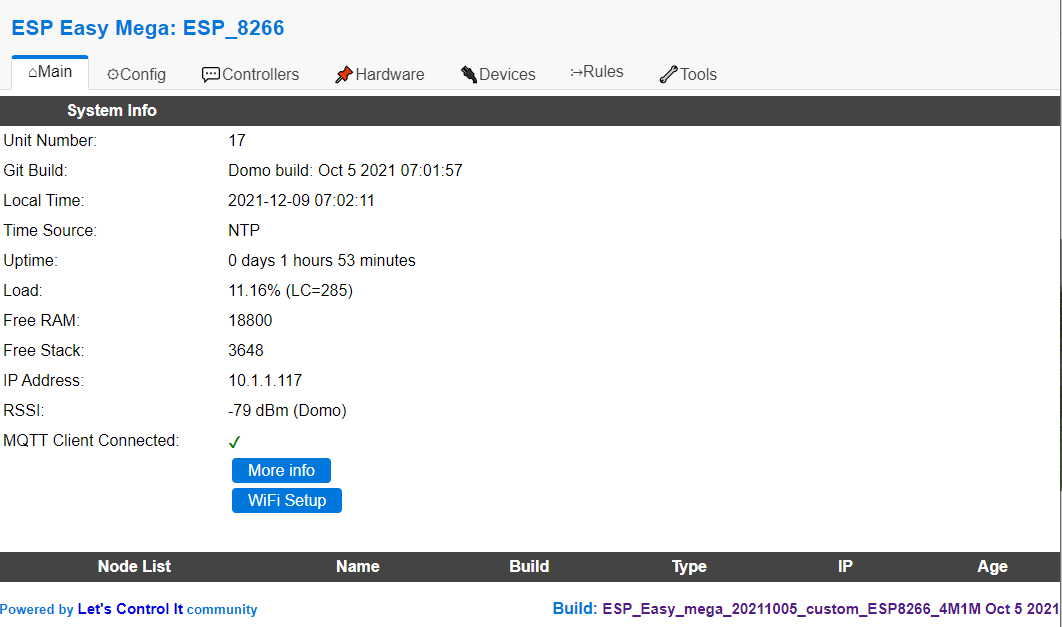 ESP Easy Mega: ESP_8266
⌂Main ⚙Config Controllers Hardware Devices Rules Tools
System Info
Unit Number: 17
Git Build: Domo build: Oct 5 2021 07:01:57
Local Time: 2021-12-09 07:02:11
Time Source: NTP
Uptime: 0 days 1 hours 53 minutes
Load: 11.16% (LC=285)
Free RAM: 18800
Free Stack: 3648
IP Address: 10.1.1.117
RSSI: -79 dBm (Domo)
MQTT Client Connected: ✓
More info
WiFi Setup
Node List Name Build Type IP Age
Powered by Let's Control It community Build: ESP_Easy_mega_20211005_custom_ESP8266_4M1M Oct 5 2021